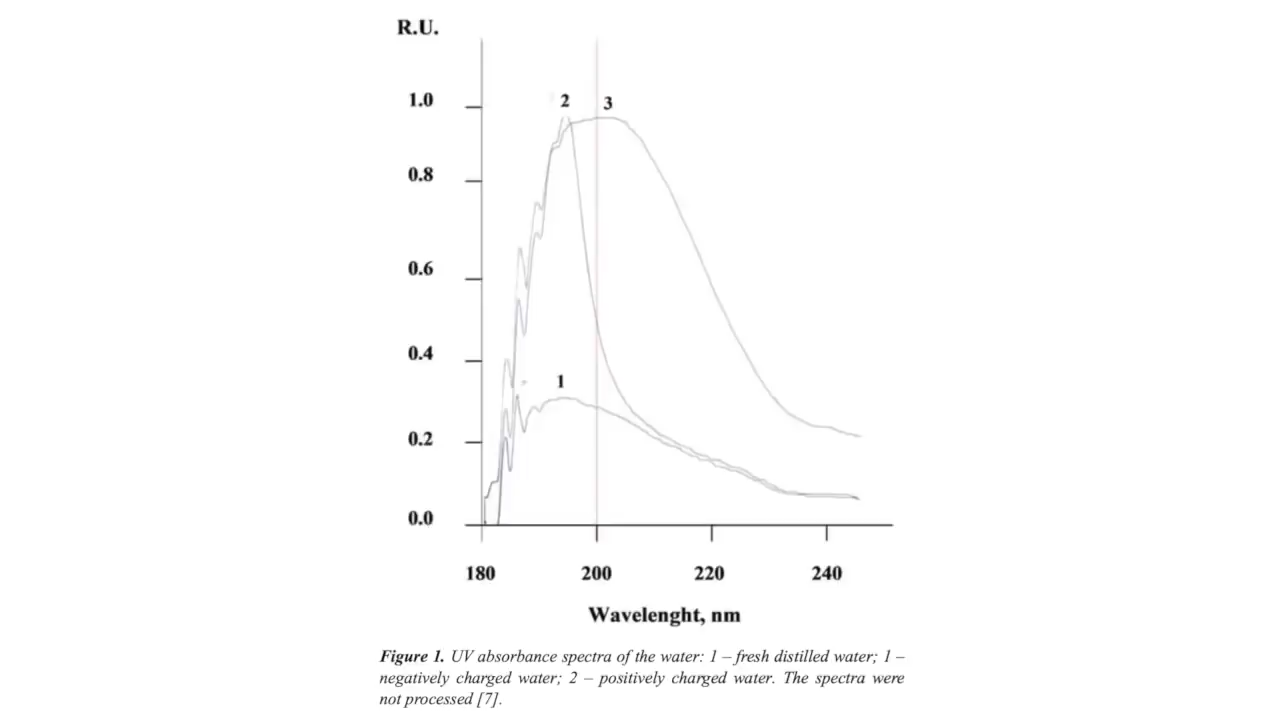 R.U.
1.0
2
3
0.8
0.6
0.4
1
0.2
0.0
180
200
220
240
Wavelenght, nm
Figure 1. UV absorbance spectra of the water: 1 – fresh distilled water; 1 –
negatively charged water; 2 – positively charged water. The spectra were
not processed [7].